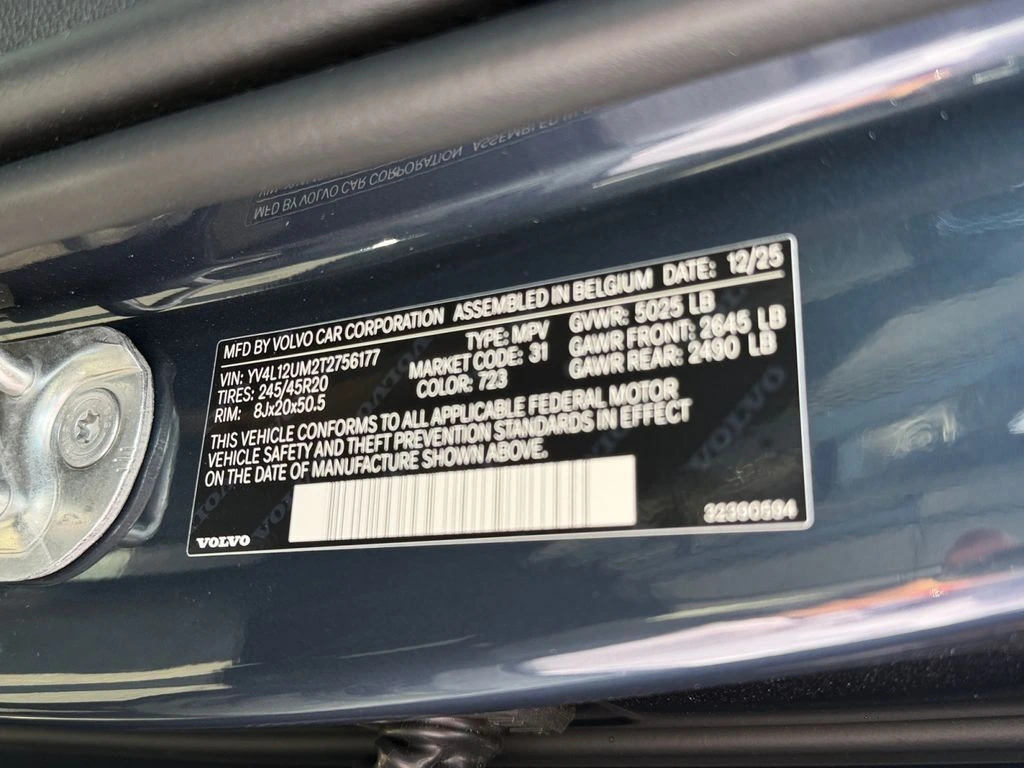 MFD BY VOLVO CAR CORPORATION ASSEMBLED IN BELGIUM DATE: 12/25
VIN: YV4L12UM2T2756177 TYPE: MPV GVWR: 5025 LB
TIRES: 245/45R20 MARKET CODE: 31 GAWR FRONT: 2645 LB
RIM: 8Jx20x50.5 COLOR: 723 GAWR REAR: 2490 LB
THIS VEHICLE CONFORMS TO ALL APPLICABLE FEDERAL MOTOR
VEHICLE SAFETY AND THEFT PREVENTION STANDARDS IN EFFECT
ON THE DATE OF MANUFACTURE SHOWN ABOVE.
VOLVO